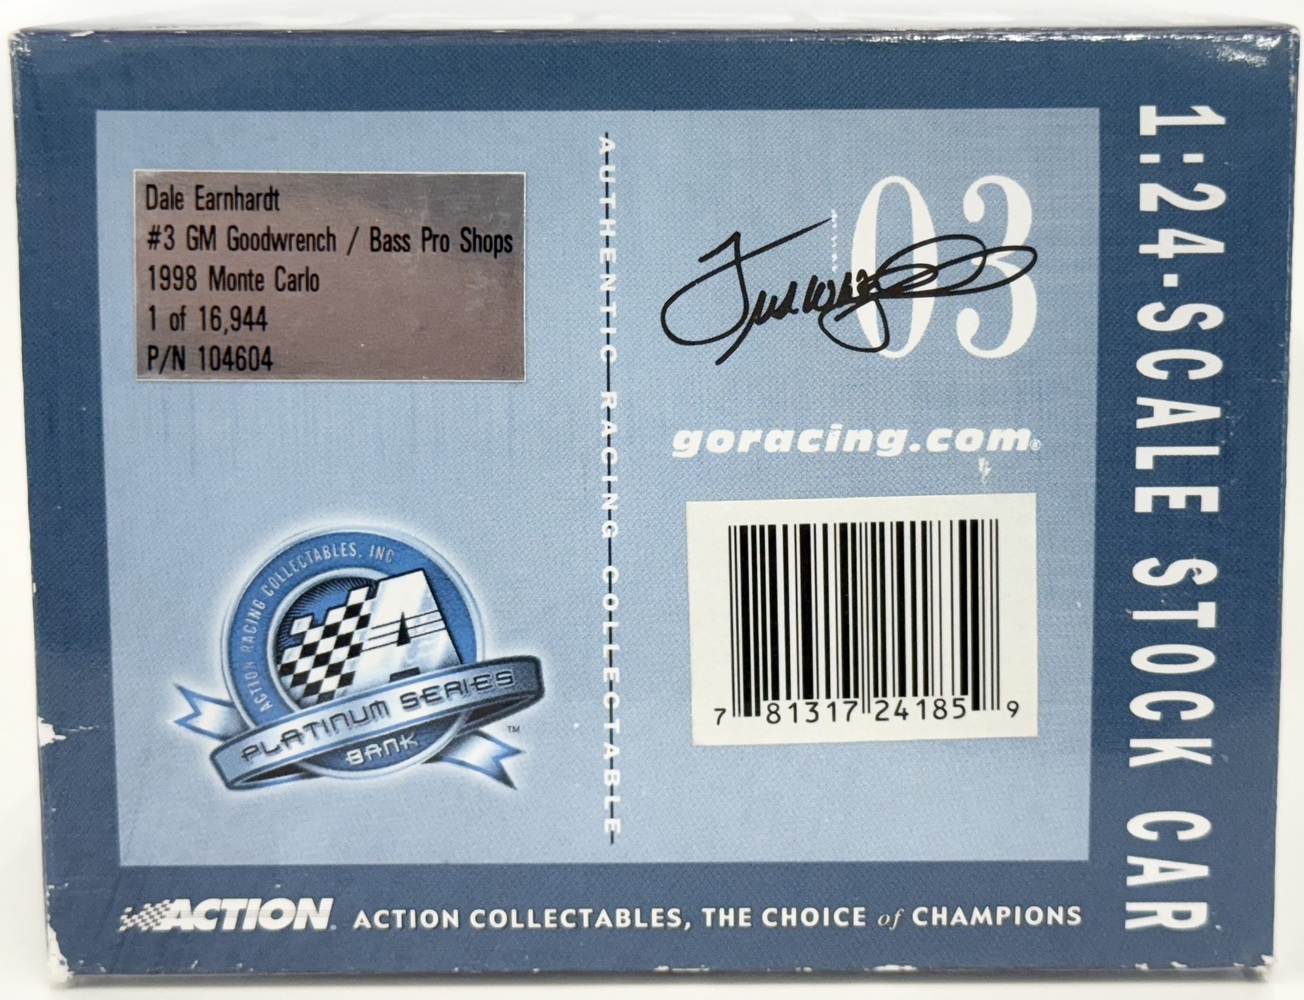 Dale Earnhardt
#3 GM Goodwrench / Bass Pro Shops
1998 Monte Carlo
1 of 16,944
P/N 104604
AUTHENTIC RACING COLLECTABLE
03
goracing.com®
7 81317 24185 9
ACTION RACING COLLECTABLES, INC
PLATINUM SERIES
BANK
™
ACTION
ACTION COLLECTABLES, THE CHOICE of CHAMPIONS
1:24-SCALE STOCK CAR